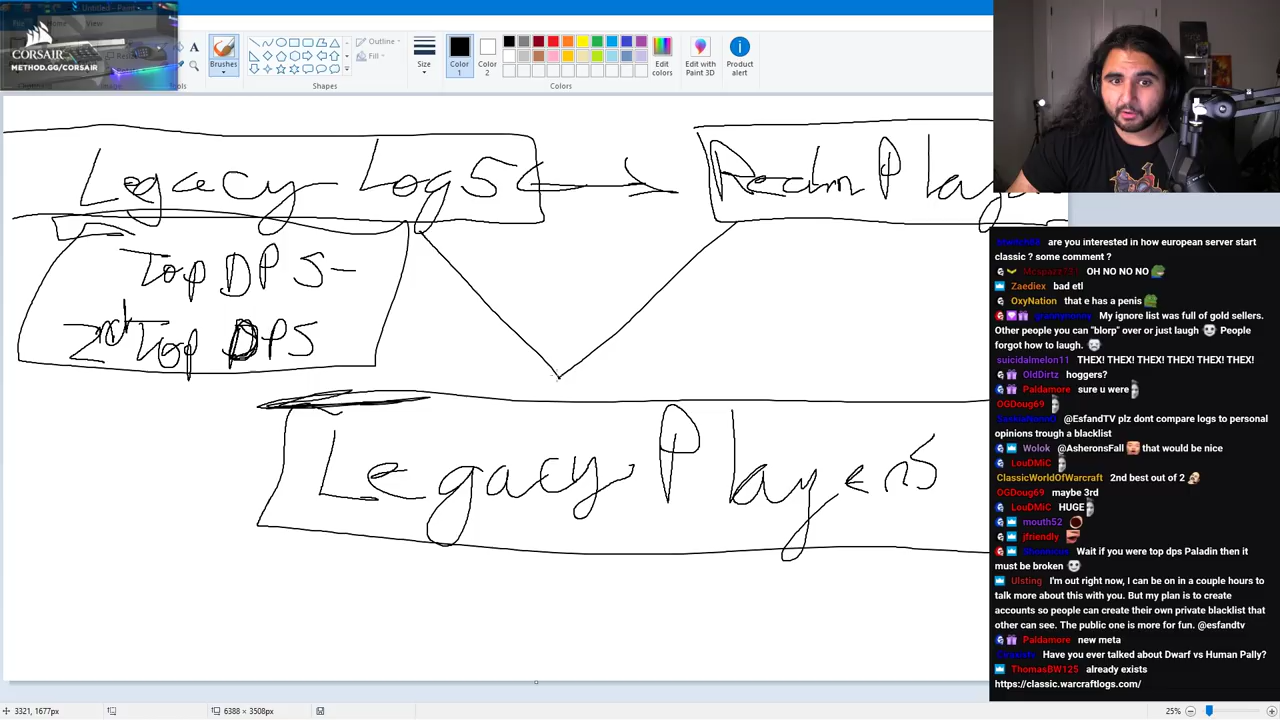 Untitled - Paint
View
CORSAIR
METHOD.GG/CORSAIR
Tools
Brushes
Outline
Fill
Shapes
Size
Color 1
Color 2
Edit colors
Edit with Paint 3D
Product alert
Colors
Legacy Logs
Realm Play
Top DPS-
2nd Top DPS
Legacy Players
are you interested in how european server start
classic ? some comment ?
OH NO NO NO
Zaediex bad etl
OxyNation that e has a penis
My ignore list was full of gold sellers.
Other people you can "blorp" over or just laugh People
forgot how to laugh.
suicidalmelon11 THEX! THEX! THEX! THEX! THEX! THEX!
OldDirtz hoggers?
Paldamore sure u were
OGDoug69
@EsfandTV plz dont compare logs to personal
opinions trough a blacklist
Wolok @AsheronsFall that would be nice
LouDMiC
ClassicWorldOfWarcraft 2nd best out of 2
OGDoug69 maybe 3rd
LouDMiC HUGE
mouth52
jfriendly
Wait if you were top dps Paladin then it
must be broken
Ulsting I'm out right now, I can be on in a couple hours to
talk more about this with you. But my plan is to create
accounts so people can create their own private blacklist that
other can see. The public one is more for fun. @esfandtv
Paldamore new meta
Have you ever talked about Dwarf vs Human Pally?
ThomasBW125 already exists
https://classic.warcraftlogs.com/
3321, 1677px
6388 × 3508px
25%